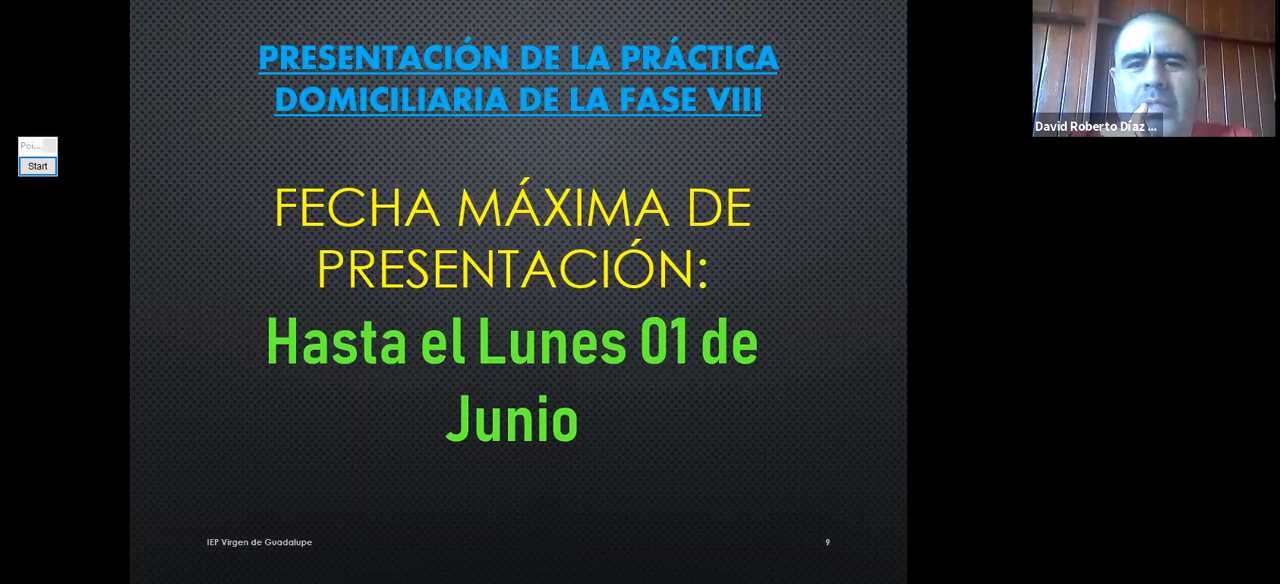 PRESENTACIÓN DE LA PRÁCTICA
DOMICILIARIA DE LA FASE VIII
David Roberto Díaz ...
Poi...
Start
FECHA MÁXIMA DE
PRESENTACIÓN:
Hasta el Lunes 01 de
Junio
IEP Virgen de Guadalupe
9